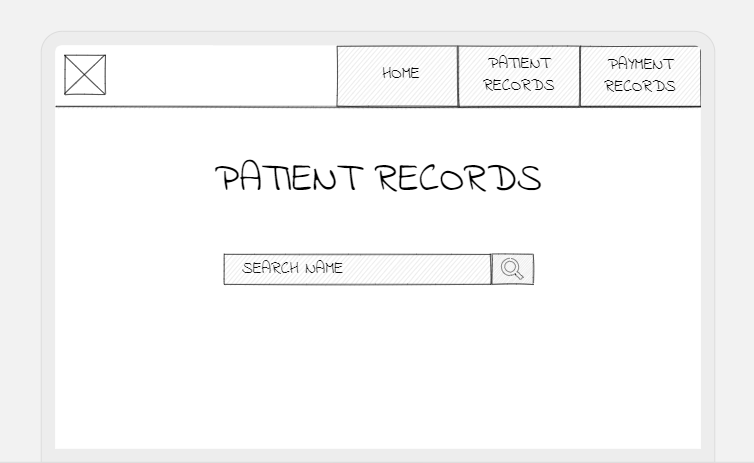 HOME
PATIENT
RECORDS
PAYMENT
RECORDS
PATIENT RECORDS
SEARCH NAME